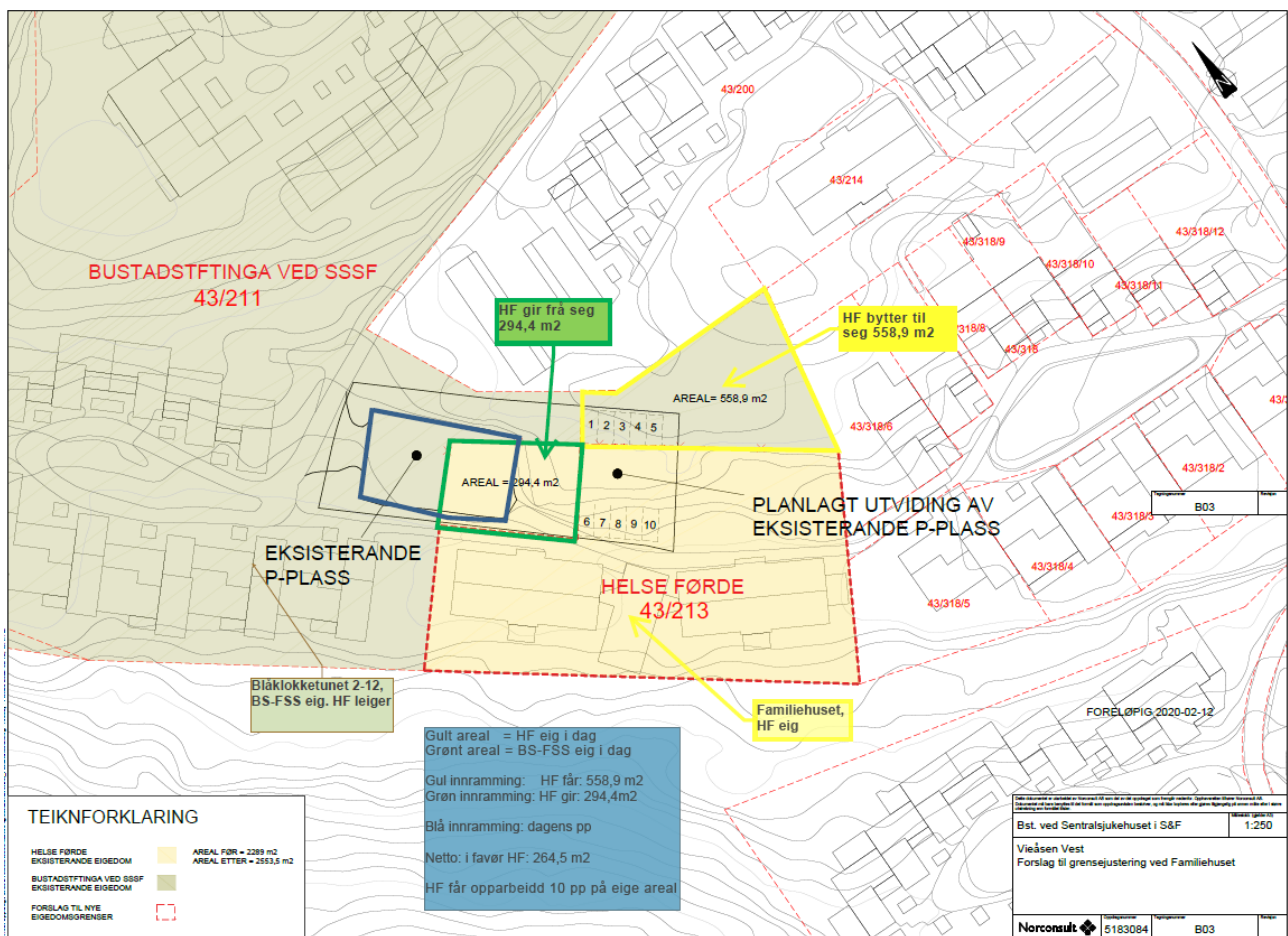 43/200
43/214
43/318/12
43/318/9
43/318/10
43/318/11
BUSTADSTFTINGA VED SSSF
43/211
HF gir frå seg
294,4 m2
HF bytter til
seg 558,9 m2
43/318
AREAL= 558,9 m2
1 2 3 4 5
43/318/6
43/318/2
AREAL = 294,4 m2
PLANLAGT UTVIDING AV
EKSISTERANDE P-PLASS
B03
43/318/3
6 7 8 9 10
EKSISTERANDE
P-PLASS
43/318/4
HELSE FØRDE
43/213
43/318/5
Blåklokketunet 2-12,
BS-FSS eig. HF leiger
Familiehuset,
HF eig
FORELØPIG 2020-02-12
Gult areal = HF eig i dag
Grønt areal = BS-FSS eig i dag
Gul innramming: HF får: 558,9 m2
Grøn innramming: HF gir: 294,4m2
Blå innramming: dagens pp
Netto: i favør HF: 264,5 m2
HF får opparbeidd 10 pp på eige areal
TEIKNFORKLARING
HELSE FØRDE
EKSISTERANDE EIGEDOM
AREAL FØR = 2289 m2
AREAL ETTER = 2553,5 m2
BUSTADSTFTINGA VED SSSF
EKSISTERANDE EIGEDOM
FORSLAG TIL NYE
EIGEDOMSGRENSER
Bst. ved Sentralsjukehuset i S&F
1:250
Vieåsen Vest
Forslag til grensejustering ved Familiehuset
Norconsult
5183084
B03